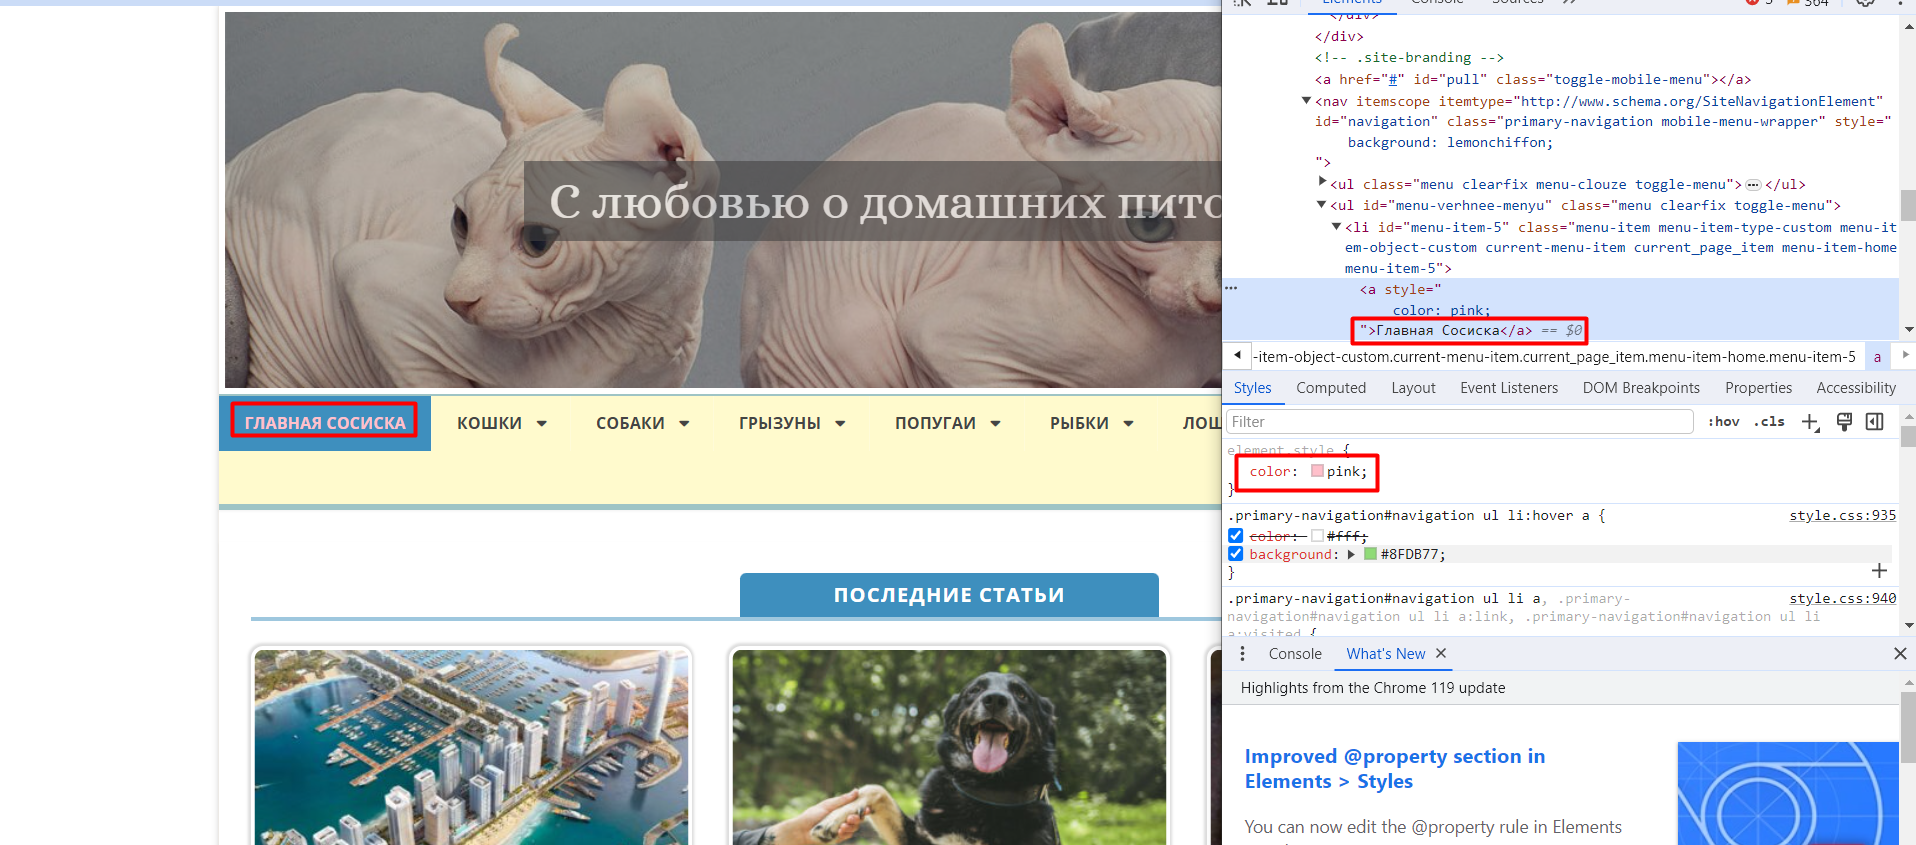 С любовью о домашних пито
ГЛАВНАЯ СОСИСКА
КОШКИ
СОБАКИ
ГРЫЗУНЫ
ПОПУГАИ
РЫБКИ
ЛОШ
ПОСЛЕДНИЕ СТАТЬИ
Elements Console Sources 5 364
</div>
</div>
<!-- .site-branding -->
<a href="#" id="pull" class="toggle-mobile-menu"></a>
<nav itemscope itemtype="http://www.schema.org/SiteNavigationElement"
id="navigation" class="primary-navigation mobile-menu-wrapper" style="
background: lemonchiffon;
">
<ul class="menu clearfix menu-clouze toggle-menu"> … </ul>
<ul id="menu-verhnee-menyu" class="menu clearfix toggle-menu">
<li id="menu-item-5" class="menu-item menu-item-type-custom menu-it
em-object-custom current-menu-item current_page_item menu-item-home
menu-item-5">
<a style="
color: pink;
">Главная Сосиска</a> == $0
-item-object-custom.current-menu-item.current_page_item.menu-item-home.menu-item-5 a
Styles Computed Layout Event Listeners DOM Breakpoints Properties Accessibility
Filter :hov .cls
element.style {
color: pink;
}
.primary-navigation#navigation ul li:hover a { style.css:935
color: #fff;
background: #8FDB77;
}
.primary-navigation#navigation ul li a, .primary- style.css:940
navigation#navigation ul li a:link, .primary-navigation#navigation ul li
a:visited {
Console What's New
Highlights from the Chrome 119 update
Improved @property section in
Elements > Styles
You can now edit the @property rule in Elements